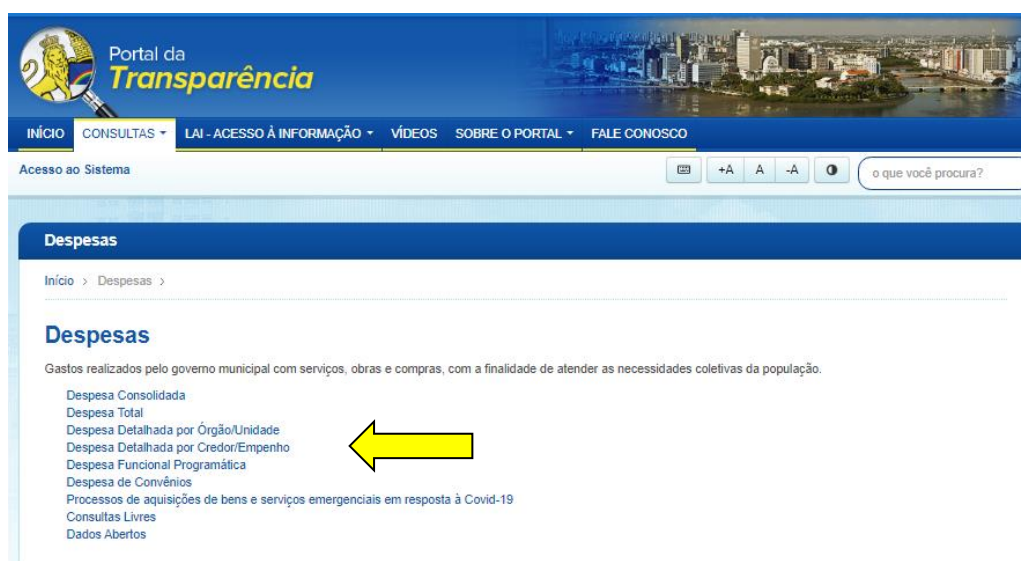 Portal da
Transparência
INÍCIO CONSULTAS LAI - ACESSO À INFORMAÇÃO VÍDEOS SOBRE O PORTAL FALE CONOSCO
Acesso ao Sistema +A A -A o que você procura?
Despesas
Início > Despesas >
Despesas
Gastos realizados pelo governo municipal com serviços, obras e compras, com a finalidade de atender as necessidades coletivas da população.
Despesa Consolidada
Despesa Total
Despesa Detalhada por Órgão/Unidade
Despesa Detalhada por Credor/Empenho
Despesa Funcional Programática
Despesa de Convênios
Processos de aquisições de bens e serviços emergenciais em resposta à Covid-19
Consultas Livres
Dados Abertos